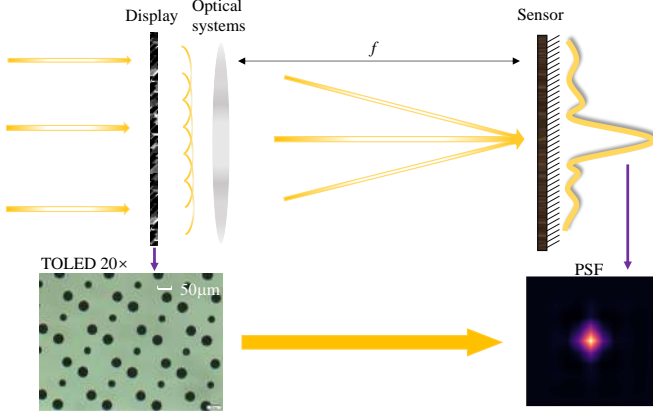 Display
Optical
systems
Sensor
f
TOLED 20×
50μm
PSF